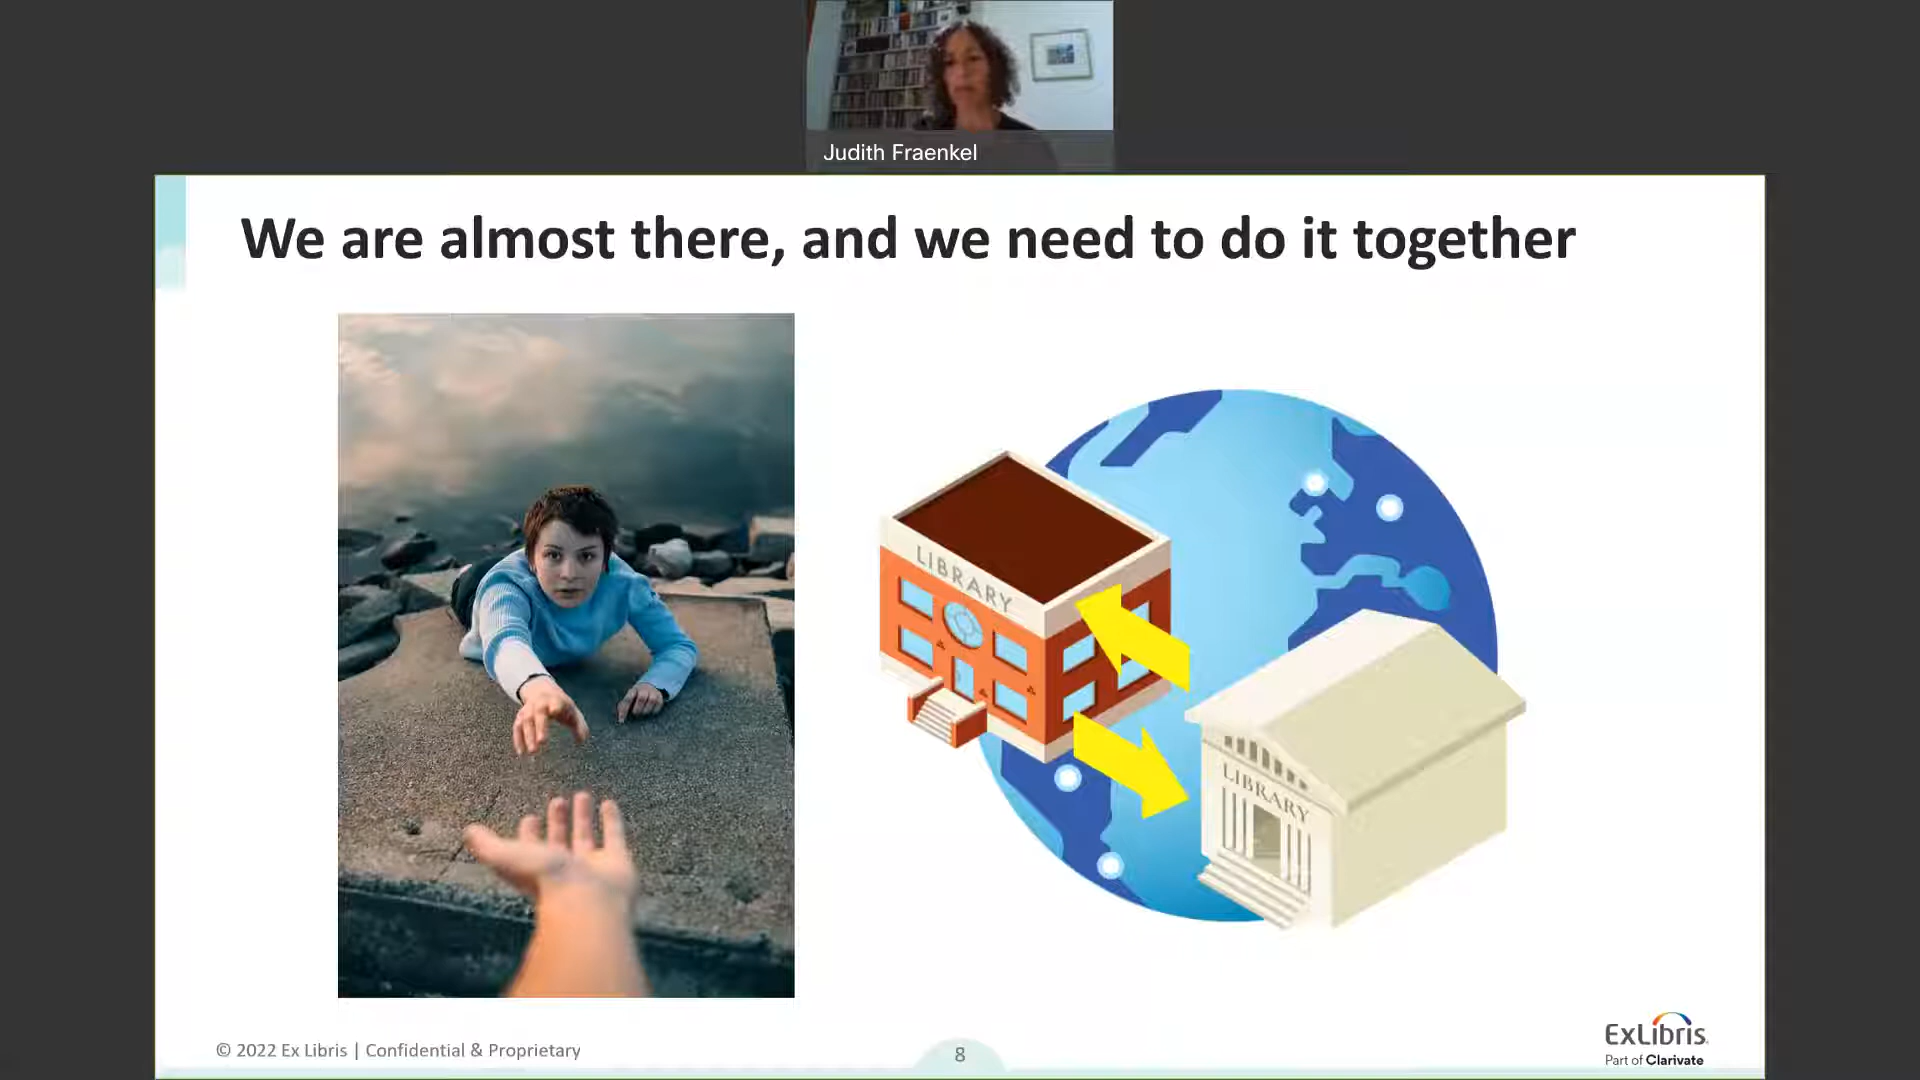 Judith Fraenkel
We are almost there, and we need to do it together
LIBRARY
LIBRARY
© 2022 Ex Libris | Confidential & Proprietary
8
ExLibris
Part of Clarivate